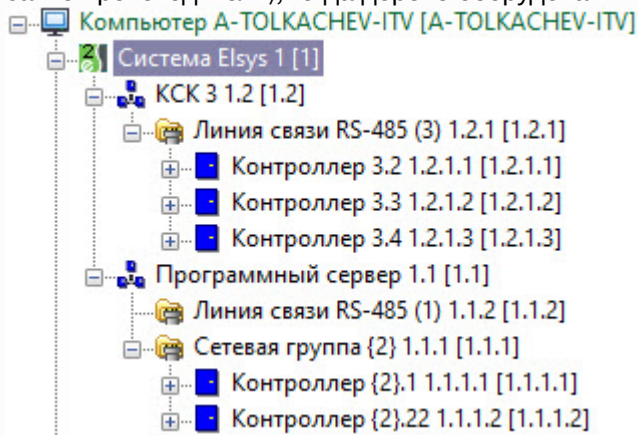 Компьютер A-TOLKACHEV-ITV [A-TOLKACHEV-ITV]
Система Elsys 1 [1]
КСК 3 1.2 [1.2]
Линия связи RS-485 (3) 1.2.1 [1.2.1]
Контроллер 3.2 1.2.1.1 [1.2.1.1]
Контроллер 3.3 1.2.1.2 [1.2.1.2]
Контроллер 3.4 1.2.1.3 [1.2.1.3]
Программный сервер 1.1 [1.1]
Линия связи RS-485 (1) 1.1.2 [1.1.2]
Сетевая группа {2} 1.1.1 [1.1.1]
Контроллер {2}.1 1.1.1.1 [1.1.1.1]
Контроллер {2}.22 1.1.1.2 [1.1.1.2]